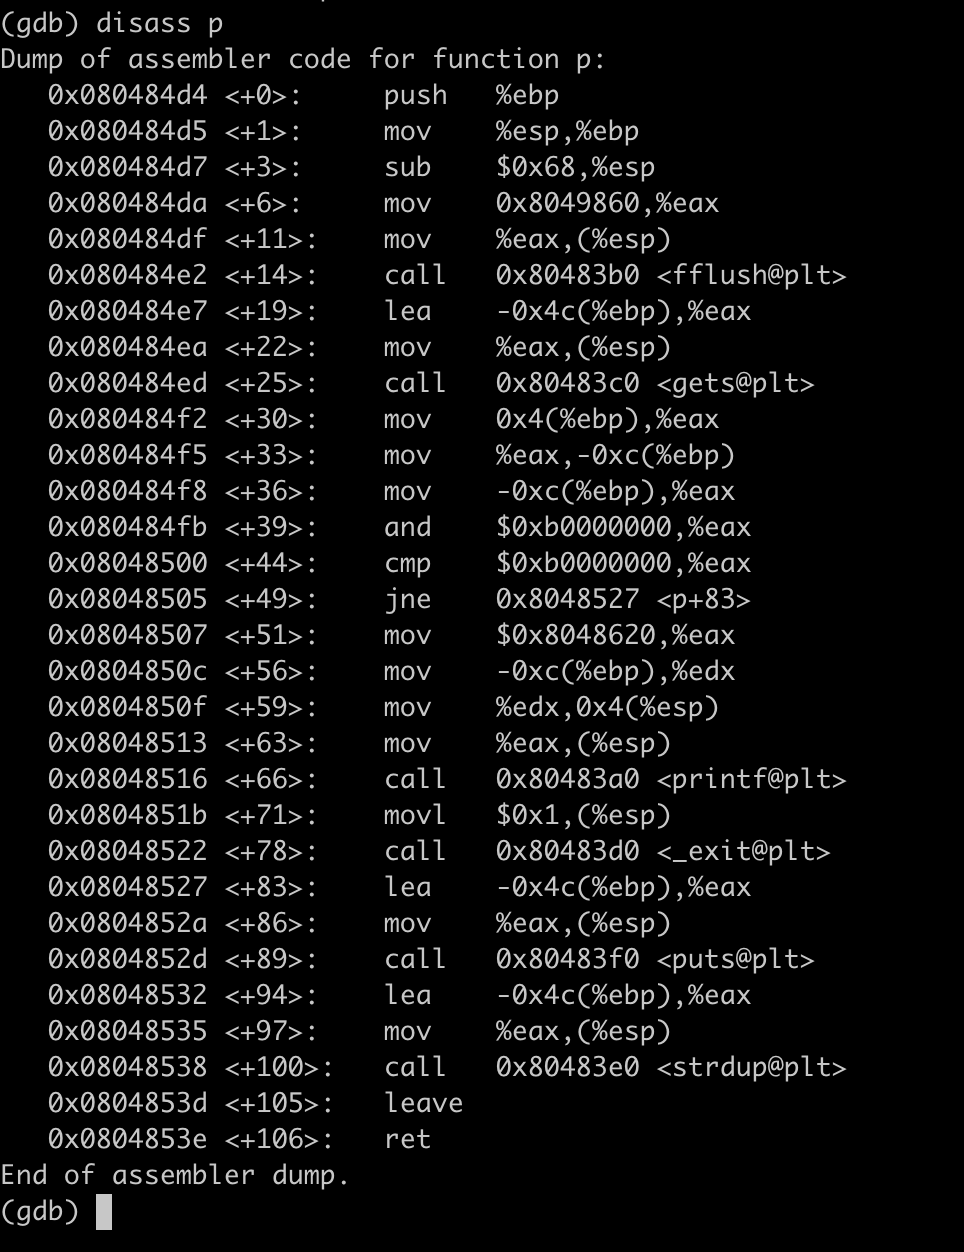 (gdb) disass p
Dump of assembler code for function p:
   0x080484d4 <+0>:     push   %ebp
   0x080484d5 <+1>:     mov    %esp,%ebp
   0x080484d7 <+3>:     sub    $0x68,%esp
   0x080484da <+6>:     mov    0x8049860,%eax
   0x080484df <+11>:    mov    %eax,(%esp)
   0x080484e2 <+14>:    call   0x80483b0 <fflush@plt>
   0x080484e7 <+19>:    lea    -0x4c(%ebp),%eax
   0x080484ea <+22>:    mov    %eax,(%esp)
   0x080484ed <+25>:    call   0x80483c0 <gets@plt>
   0x080484f2 <+30>:    mov    0x4(%ebp),%eax
   0x080484f5 <+33>:    mov    %eax,-0xc(%ebp)
   0x080484f8 <+36>:    mov    -0xc(%ebp),%eax
   0x080484fb <+39>:    and    $0xb0000000,%eax
   0x08048500 <+44>:    cmp    $0xb0000000,%eax
   0x08048505 <+49>:    jne    0x8048527 <p+83>
   0x08048507 <+51>:    mov    $0x8048620,%eax
   0x0804850c <+56>:    mov    -0xc(%ebp),%edx
   0x0804850f <+59>:    mov    %edx,0x4(%esp)
   0x08048513 <+63>:    mov    %eax,(%esp)
   0x08048516 <+66>:    call   0x80483a0 <printf@plt>
   0x0804851b <+71>:    movl   $0x1,(%esp)
   0x08048522 <+78>:    call   0x80483d0 <_exit@plt>
   0x08048527 <+83>:    lea    -0x4c(%ebp),%eax
   0x0804852a <+86>:    mov    %eax,(%esp)
   0x0804852d <+89>:    call   0x80483f0 <puts@plt>
   0x08048532 <+94>:    lea    -0x4c(%ebp),%eax
   0x08048535 <+97>:    mov    %eax,(%esp)
   0x08048538 <+100>:   call   0x80483e0 <strdup@plt>
   0x0804853d <+105>:   leave
   0x0804853e <+106>:   ret
End of assembler dump.
(gdb)